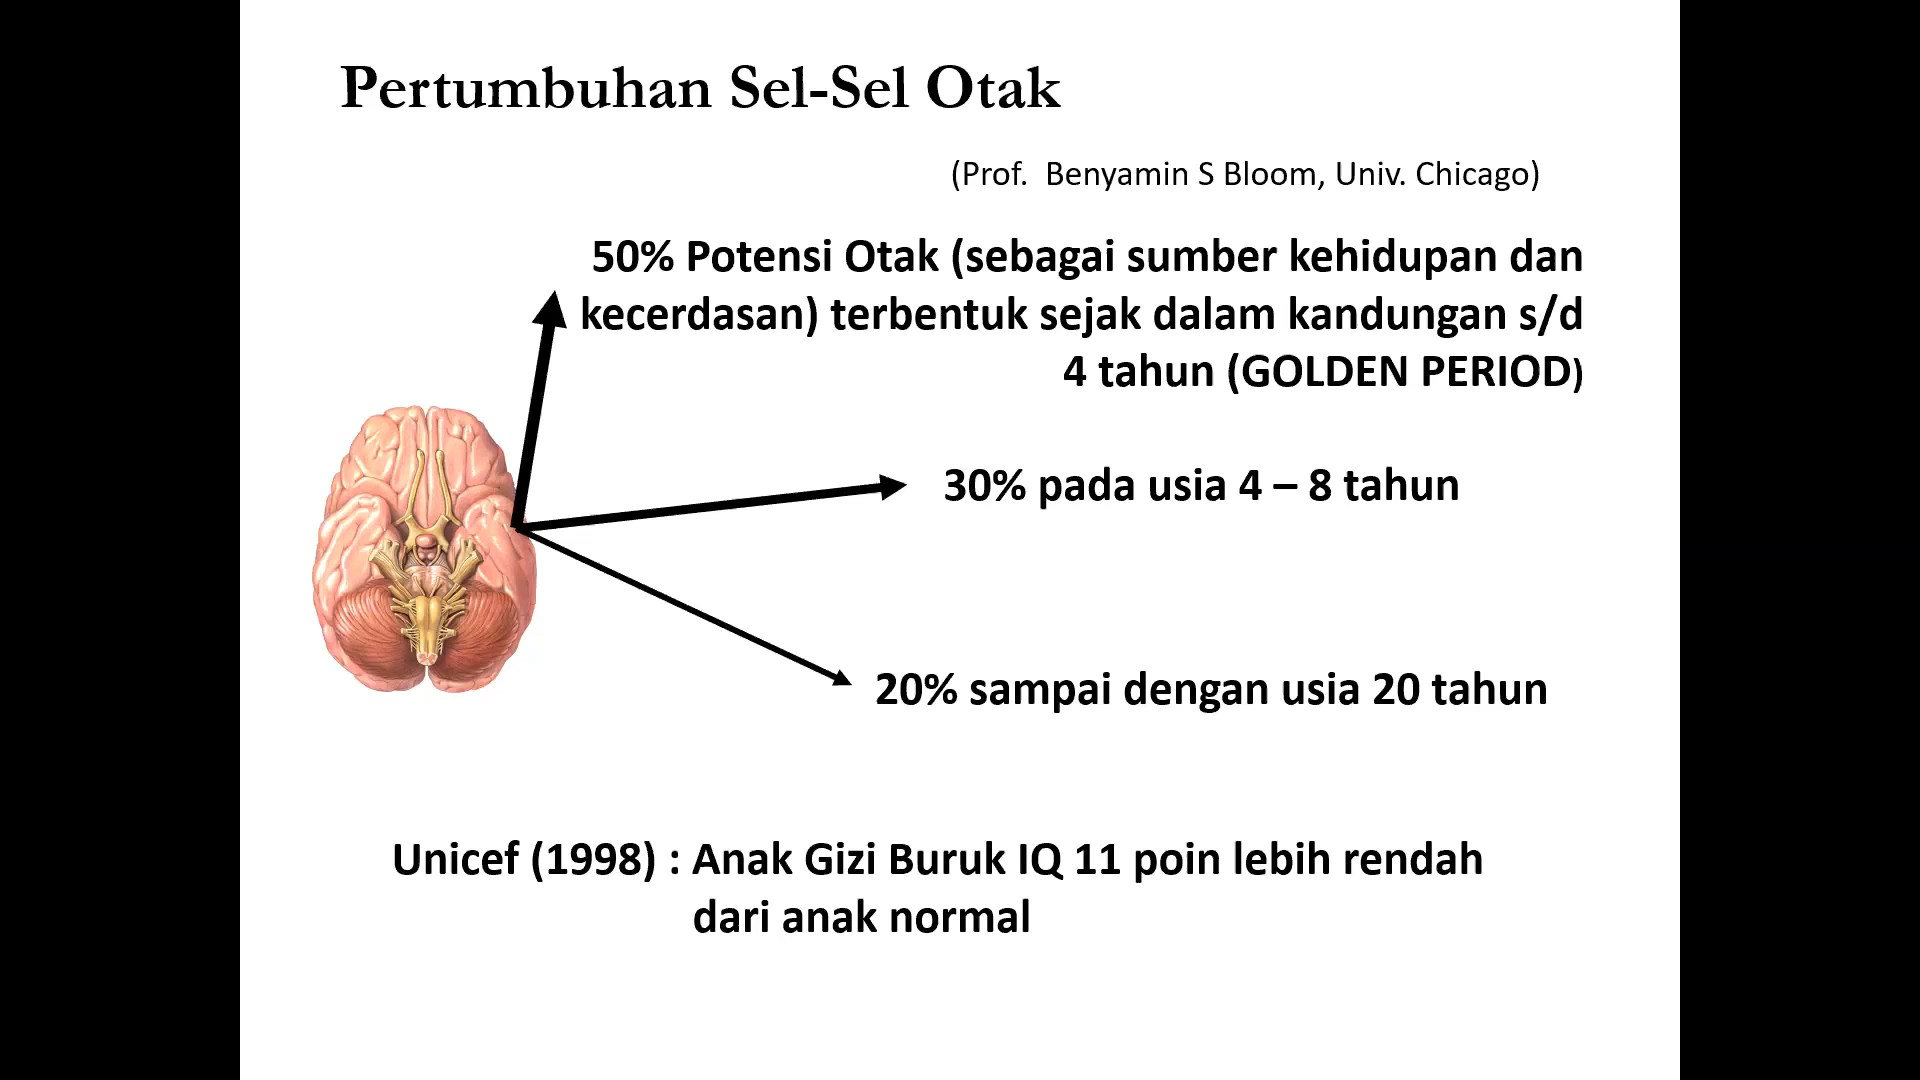 Pertumbuhan Sel-Sel Otak
(Prof. Benyamin S Bloom, Univ. Chicago)
50% Potensi Otak (sebagai sumber kehidupan dan
kecerdasan) terbentuk sejak dalam kandungan s/d
4 tahun (GOLDEN PERIOD)
30% pada usia 4 – 8 tahun
20% sampai dengan usia 20 tahun
Unicef (1998) : Anak Gizi Buruk IQ 11 poin lebih rendah
dari anak normal